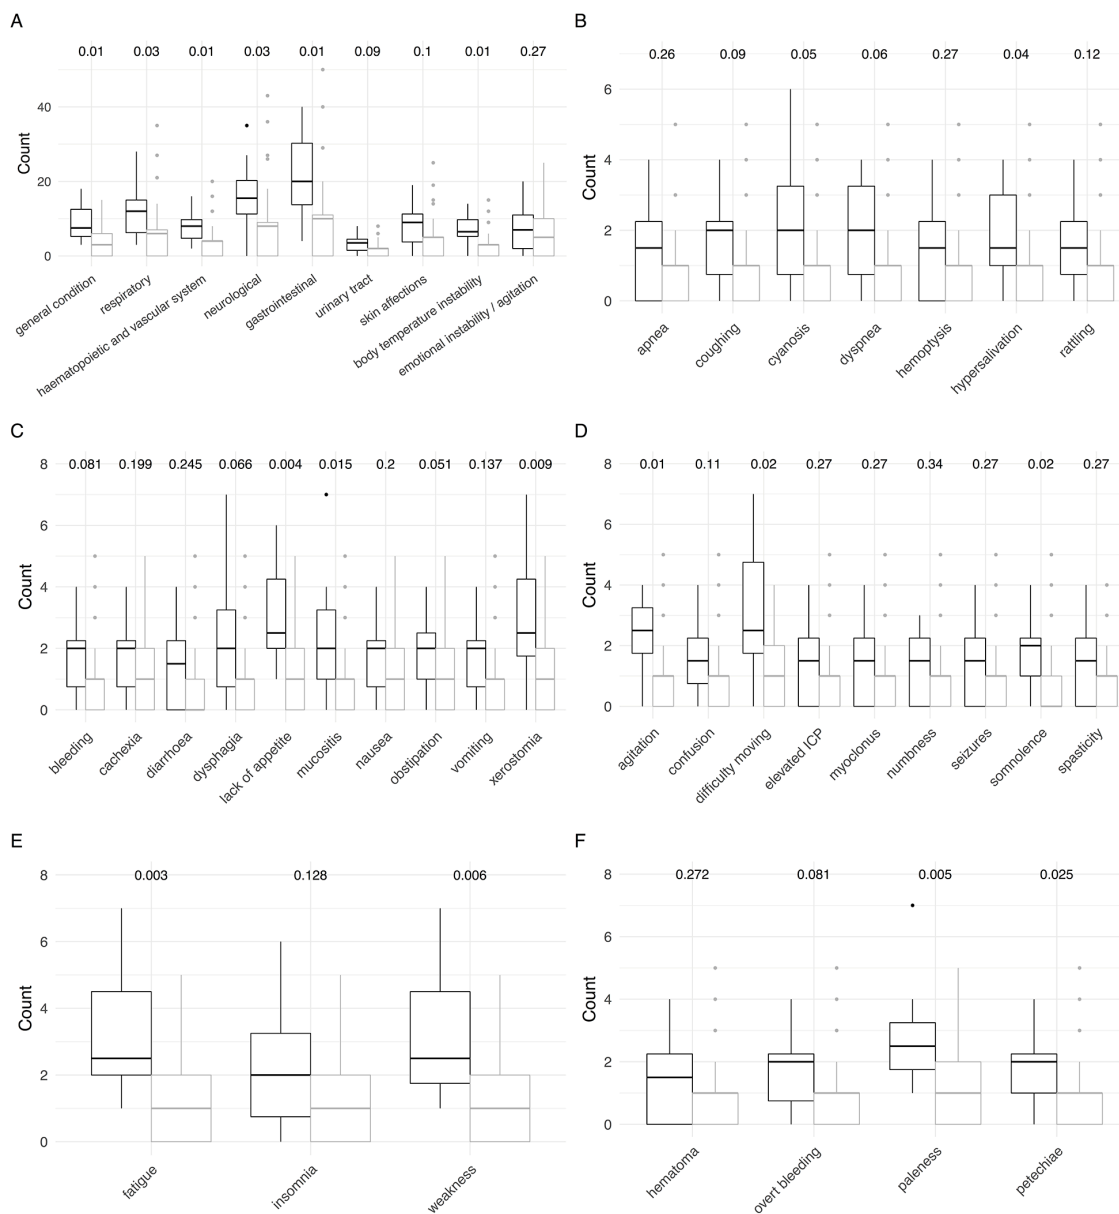 A
0.01 0.03 0.01 0.03 0.01 0.09 0.1 0.01 0.27
Count
40
20
0
general condition
respiratory
haematopoietic and vascular system
neurological
gastrointestinal
urinary tract
skin affections
body temperature instability
emotional instability / agitation
B
0.26 0.09 0.05 0.06 0.27 0.04 0.12
Count
6
4
2
0
apnea
coughing
cyanosis
dyspnea
hemoptysis
hypersalivation
rattling
C
0.081 0.199 0.245 0.066 0.004 0.015 0.2 0.051 0.137 0.009
Count
8
6
4
2
0
bleeding
cachexia
diarrhoea
dysphagia
lack of appetite
mucositis
nausea
obstipation
vomiting
xerostomia
D
0.01 0.11 0.02 0.27 0.27 0.34 0.27 0.02 0.27
Count
8
6
4
2
0
agitation
confusion
difficulty moving
elevated ICP
myoclonus
numbness
seizures
somnolence
spasticity
E
0.003 0.128 0.006
Count
8
6
4
2
0
fatigue
insomnia
weakness
F
0.272 0.081 0.005 0.025
Count
8
6
4
2
0
hematoma
overt bleeding
paleness
petechiae